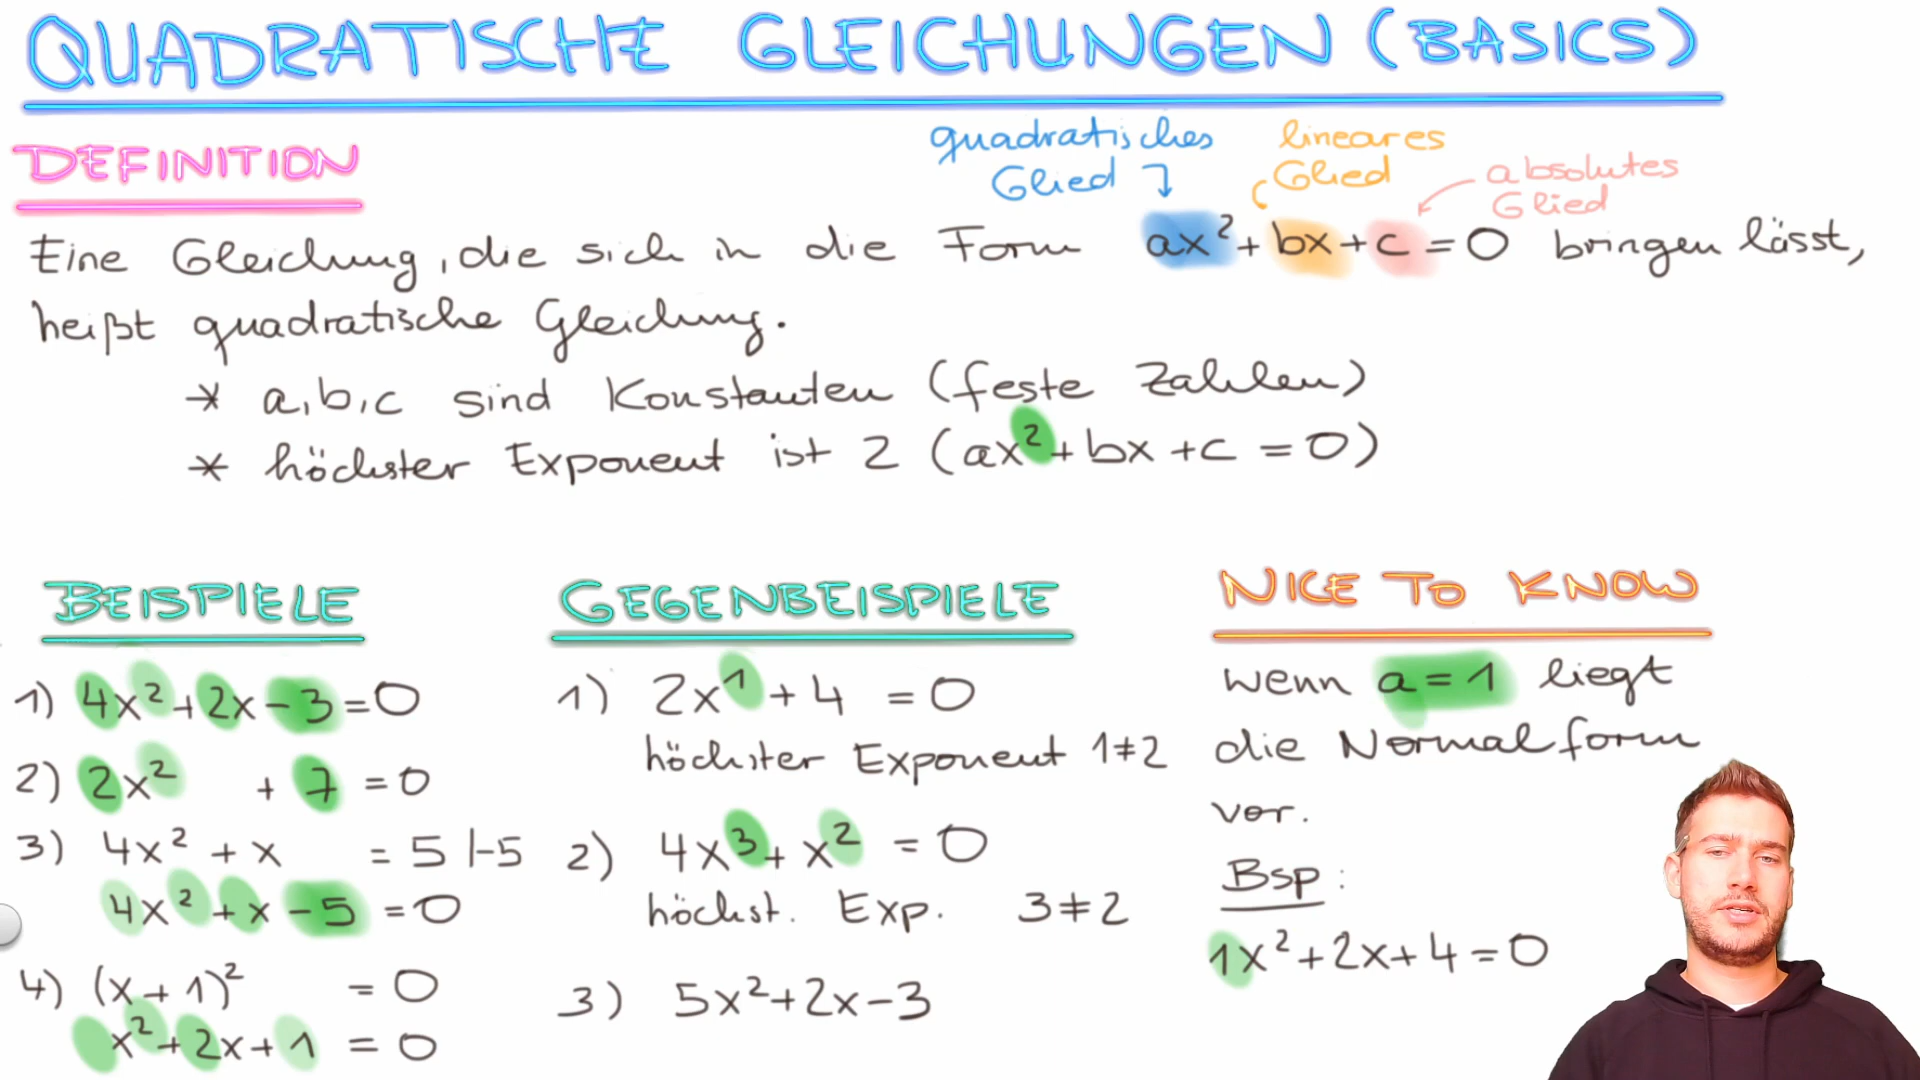 QUADRATISCHE GLEICHUNGEN (BASICS)
DEFINITION
quadratisches
Glied
lineares
Glied
absolutes
Glied
Eine Gleichung, die sich in die Form ax²+bx+c=0 bringen lässt,
heißt quadratische Gleichung.
* a,b,c sind Konstanten (feste Zahlen)
* höchster Exponent ist 2 (ax²+bx+c=0)
BEISPIELE
1) 4x²+2x-3=0
2) 2x² + 7 = 0
3) 4x² + x = 5 |-5
4x²+x-5 = 0
4) (x+1)² = 0
x²+2x+1 = 0
GEGENBEISPIELE
1) 2x¹+4 = 0
höchster Exponent 1≠2
2) 4x³+x² = 0
höchst. Exp. 3≠2
3) 5x²+2x-3
NICE TO KNOW
wenn a=1 liegt
die Normalform
vor.
Bsp:
1x²+2x+4=0